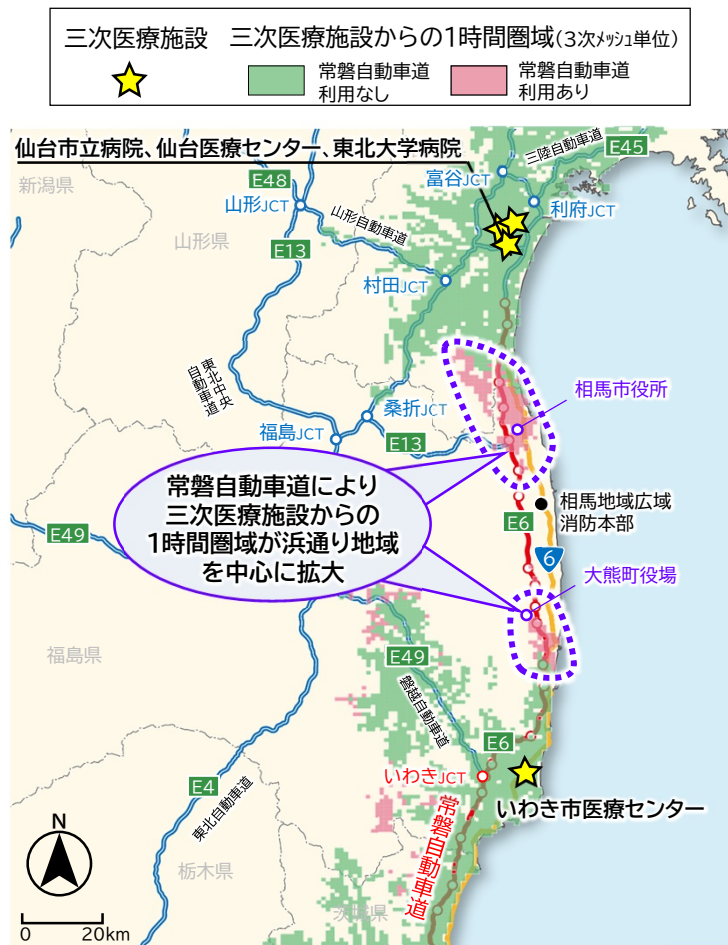 三次医療施設
三次医療施設からの1時間圏域(3次メッシュ単位)
常磐自動車道
利用なし
常磐自動車道
利用あり
仙台市立病院、仙台医療センター、東北大学病院
三陸自動車道
E45
新潟県
E48
富谷JCT
山形JCT
利府JCT
山形自動車道
山形県
E13
村田JCT
東北中央
自動車道
相馬市役所
桑折JCT
福島JCT
E13
常磐自動車道により
三次医療施設からの
1時間圏域が浜通り地域
を中心に拡大
相馬地域広域
消防本部
E6
E49
6
大熊町役場
福島県
E49
磐越自動車道
E6
いわきJCT
E4
東北自動車道
いわき市医療センター
常磐自動車道
N
栃木県
茨城県
0 20km